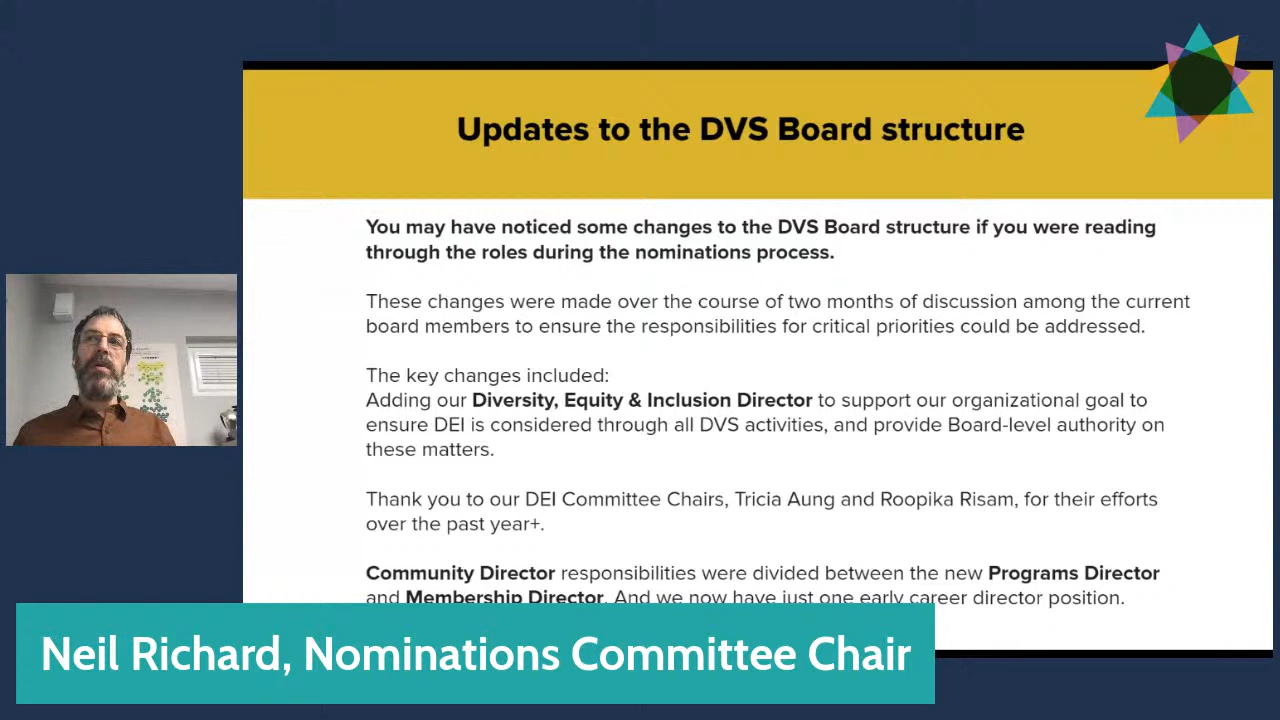 Updates to the DVS Board structure
You may have noticed some changes to the DVS Board structure if you were reading
through the roles during the nominations process.
These changes were made over the course of two months of discussion among the current
board members to ensure the responsibilities for critical priorities could be addressed.
The key changes included:
Adding our Diversity, Equity & Inclusion Director to support our organizational goal to
ensure DEI is considered through all DVS activities, and provide Board-level authority on
these matters.
Thank you to our DEI Committee Chairs, Tricia Aung and Roopika Risam, for their efforts
over the past year+.
Community Director responsibilities were divided between the new Programs Director
and Membership Director. And we now have just one early career director position.
Neil Richard, Nominations Committee Chair